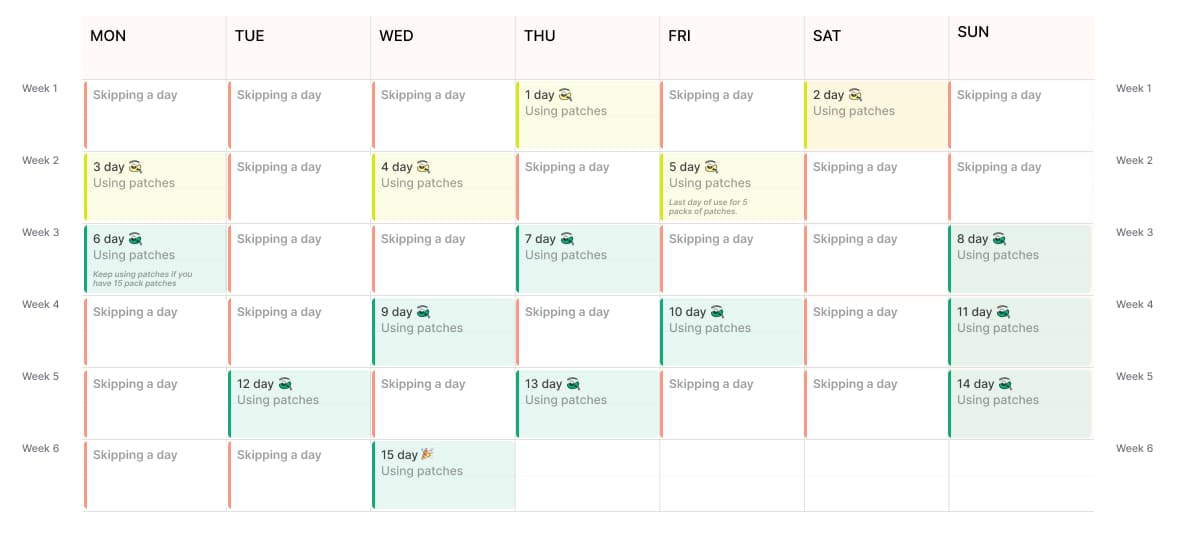 MON TUE WED THU FRI SAT SUN
Week 1 Week 1
Skipping a day Skipping a day Skipping a day 1 day Skipping a day 2 day Skipping a day
Using patches Using patches
Week 2 Week 2
3 day Skipping a day 4 day Skipping a day 5 day Skipping a day Skipping a day
Using patches Using patches Using patches
Last day of use for 5
packs of patches.
Week 3 Week 3
6 day Skipping a day Skipping a day 7 day Skipping a day Skipping a day 8 day
Using patches Using patches Using patches
Keep using patches if you
have 15 pack patches
Week 4 Week 4
Skipping a day Skipping a day 9 day Skipping a day 10 day Skipping a day 11 day
Using patches Using patches Using patches
Week 5 Week 5
Skipping a day 12 day Skipping a day 13 day Skipping a day Skipping a day 14 day
Using patches Using patches Using patches
Week 6 Week 6
Skipping a day Skipping a day 15 day
Using patches